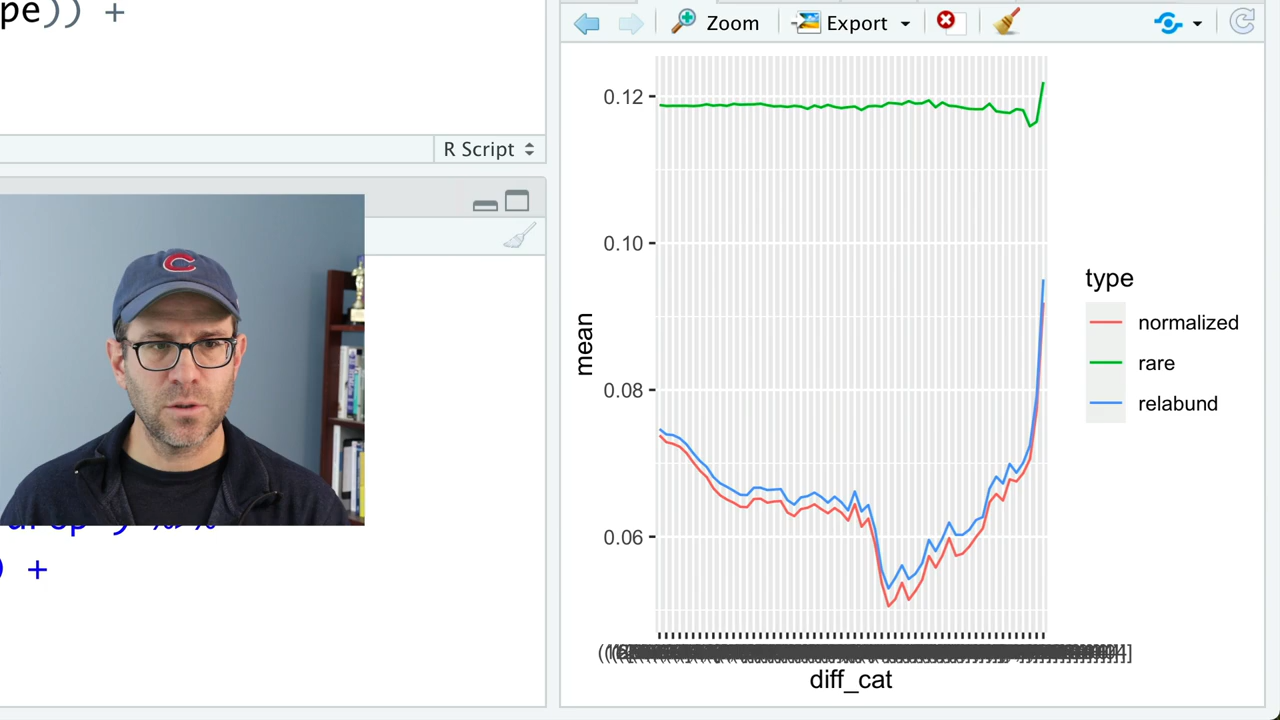 pe)) +
Zoom
Export
R Script
C
0.12
0.10
0.08
0.06
mean
diff_cat
type
normalized
rare
relabund
) +